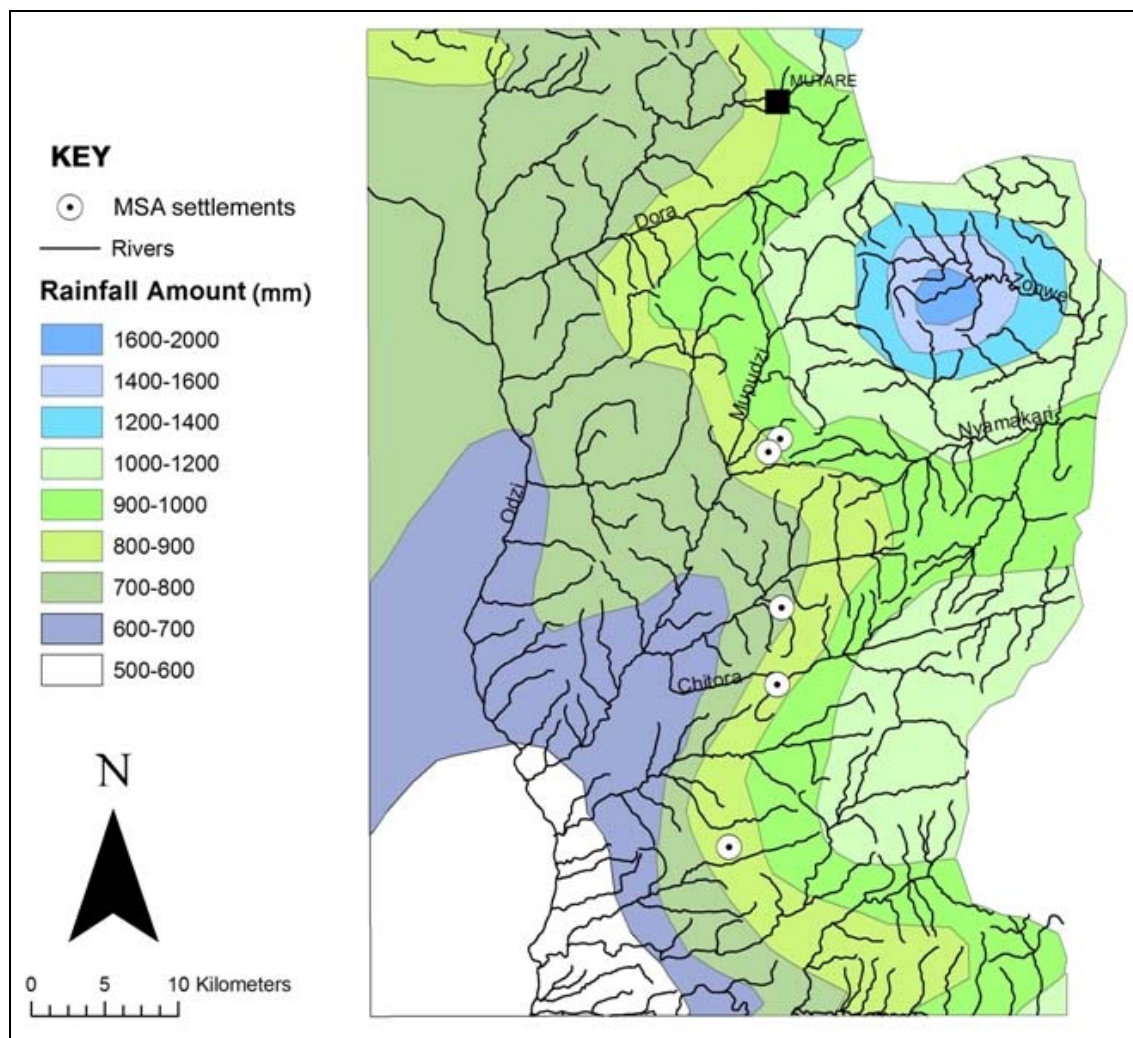 MUTARE
KEY
MSA settlements
Rivers
Rainfall Amount (mm)
1600-2000
1400-1600
1200-1400
1000-1200
900-1000
800-900
700-800
600-700
500-600
Dora
Zonwe
Mupudzi
Nyamakari
Odzi
Chitora
N
0 5 10 Kilometers